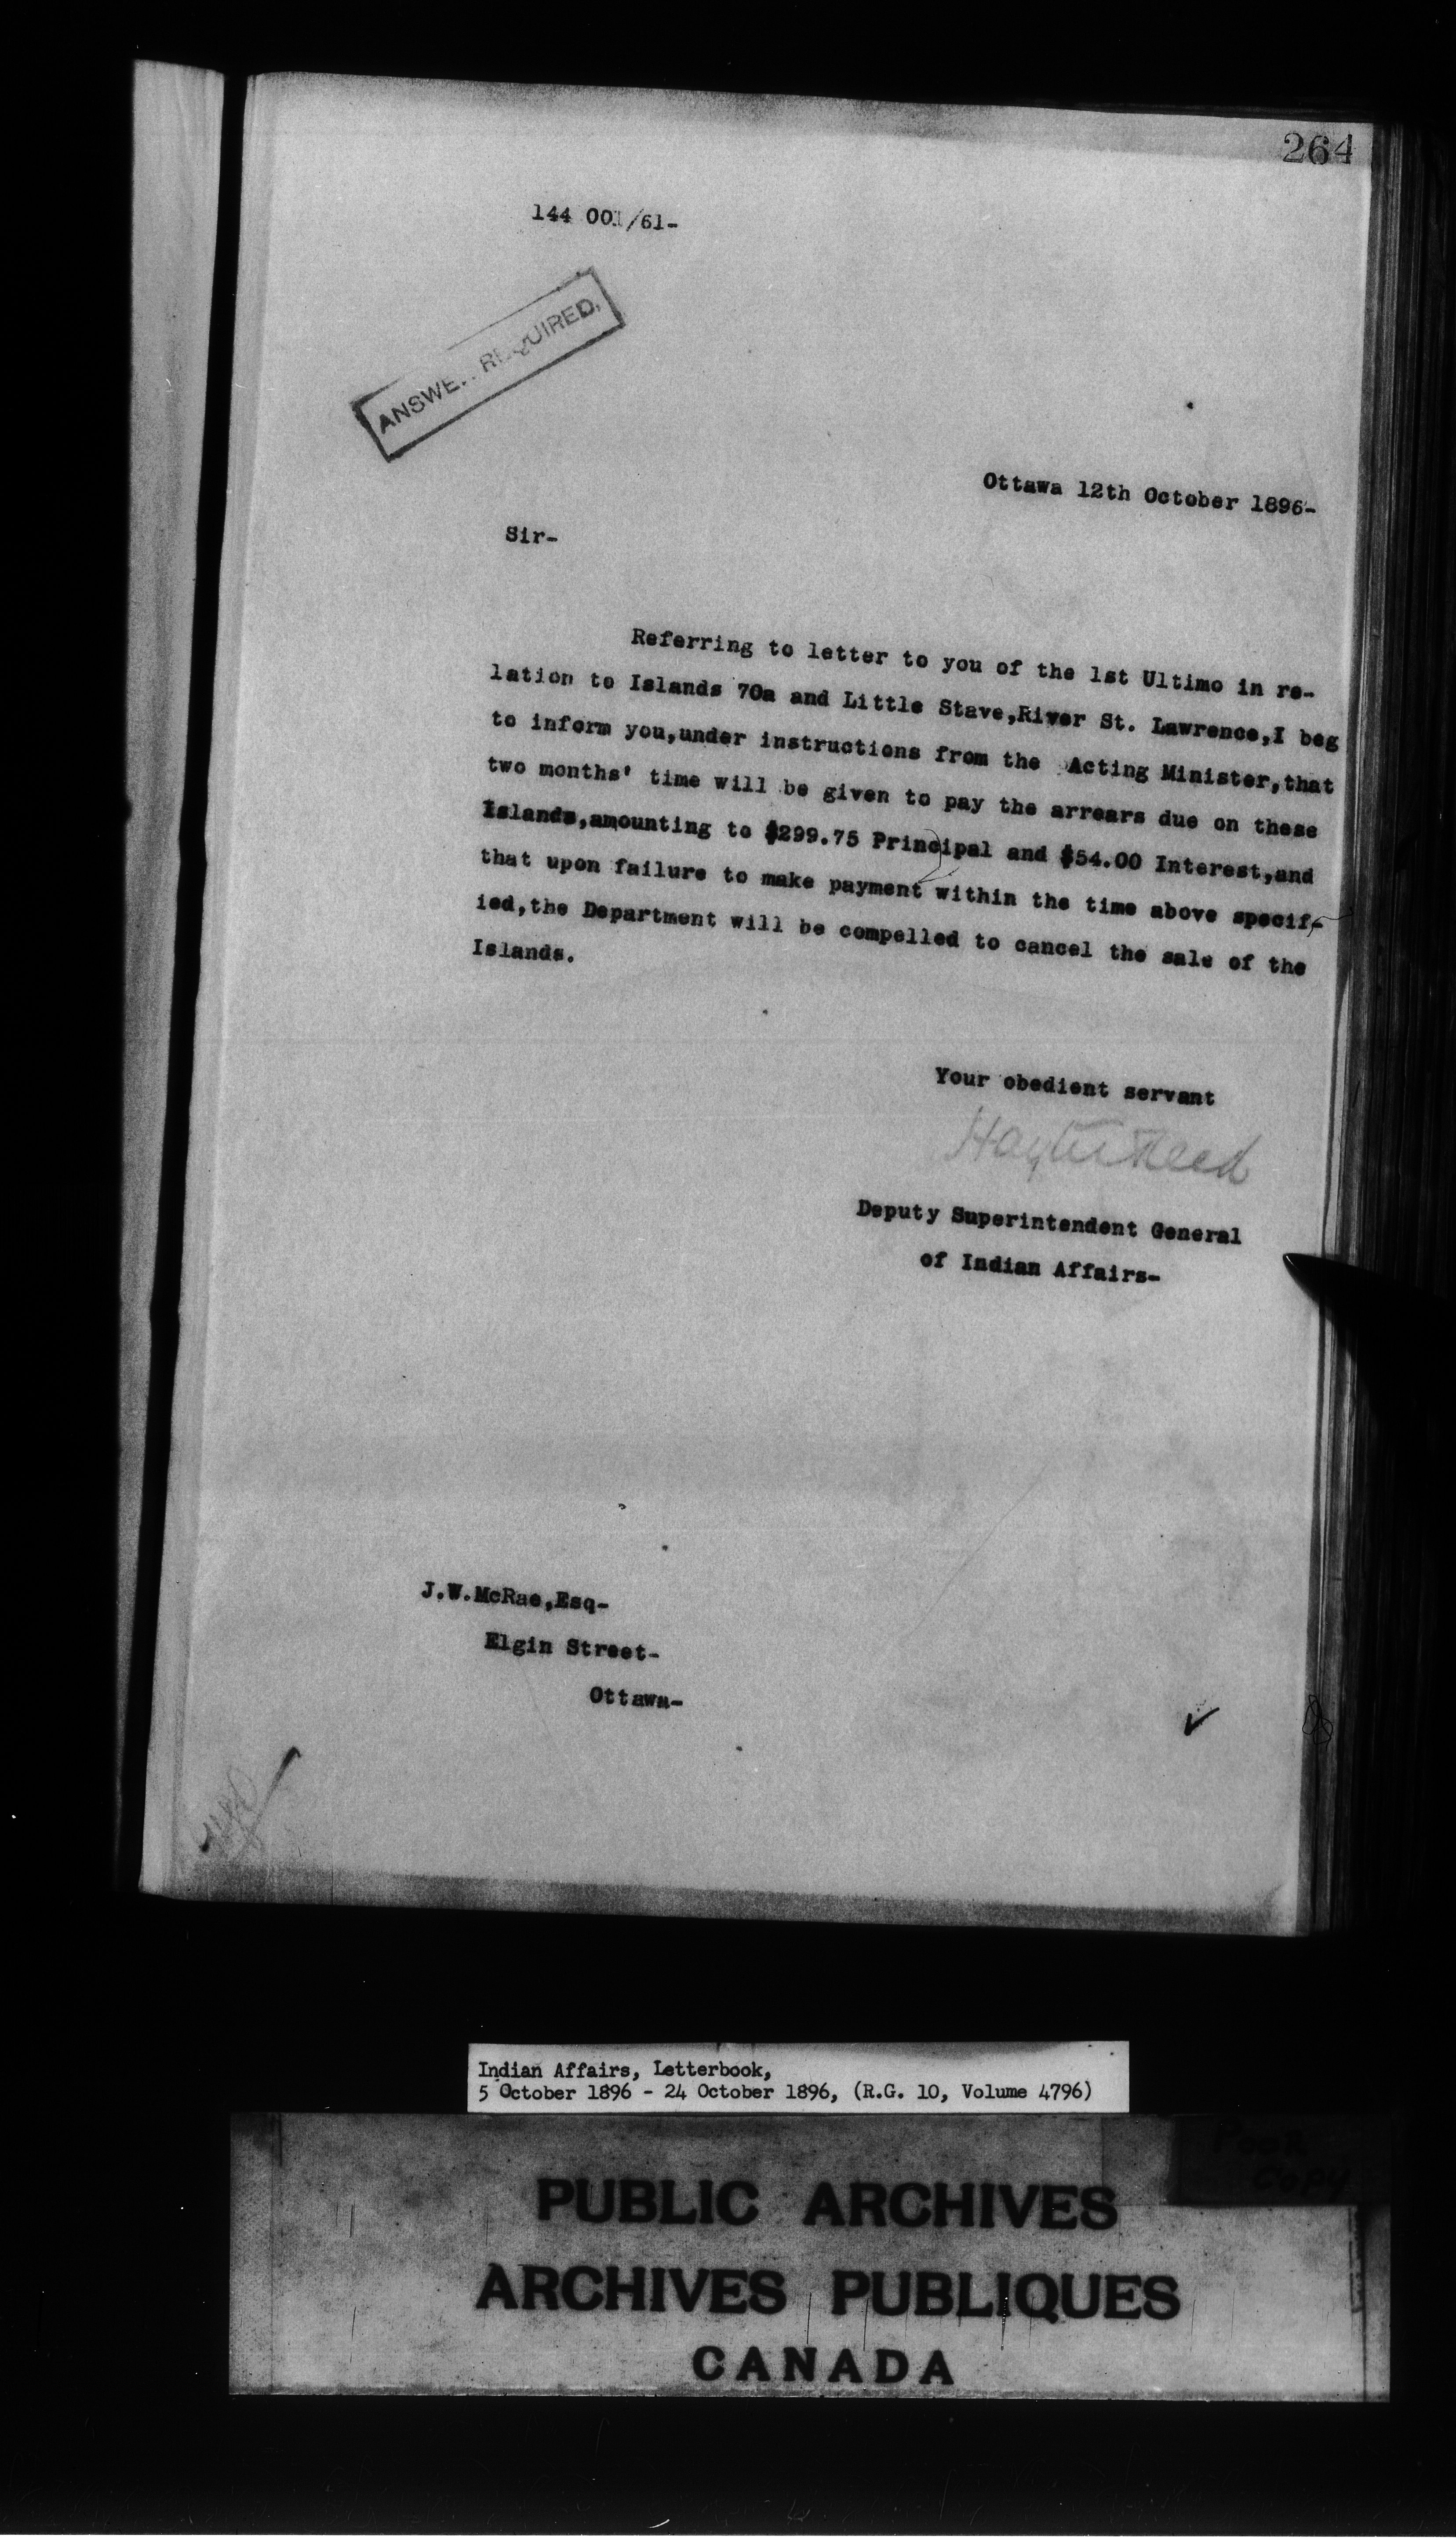 264
144 001/61-
ANSWER REQUIRED.
Ottawa 12th October 1896-
Sir-
Referring to letter to you of the 1st Ultimo in re-
lation to Islands 70a and Little Stave,River St. Lawrence,I beg
to inform you,under instructions from the Acting Minister,that
two months' time will be given to pay the arrears due on these
Islands,amounting to $299.75 Principal and $54.00 Interest,and
that upon failure to make payment within the time above specif-
ied,the Department will be compelled to cancel the sale of the
Islands.
Your obedient servant
Hayter Reed
Deputy Superintendent General
of Indian Affairs-
J.W.McRae,Esq-
Elgin Street-
Ottawa-
Indian Affairs, Letterbook,
5 October 1896 - 24 October 1896, (R.G. 10, Volume 4796)
Poor
Copy
PUBLIC ARCHIVES
ARCHIVES PUBLIQUES
CANADA